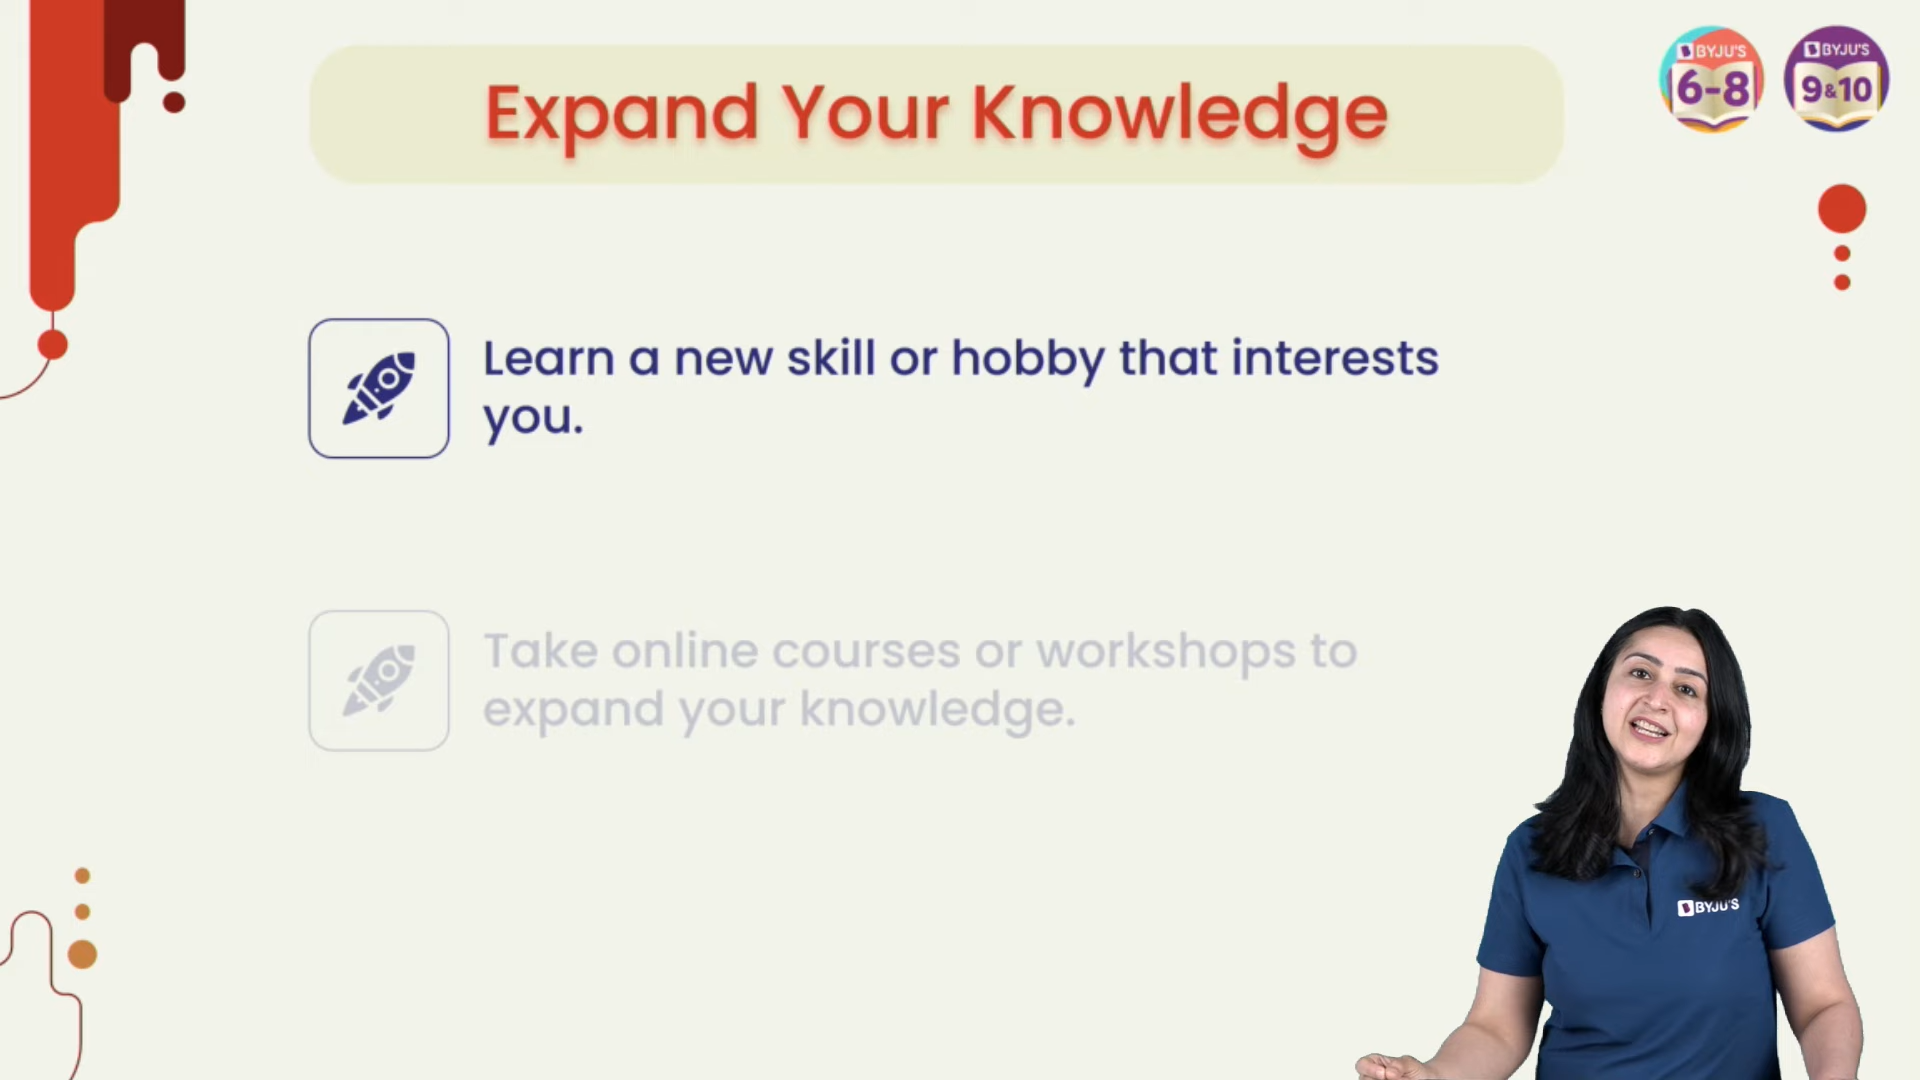 Expand Your Knowledge
BYJU'S
6-8
BYJU'S
9&10
Learn a new skill or hobby that interests
you.
Take online courses or workshops to
expand your knowledge.
BYJU'S